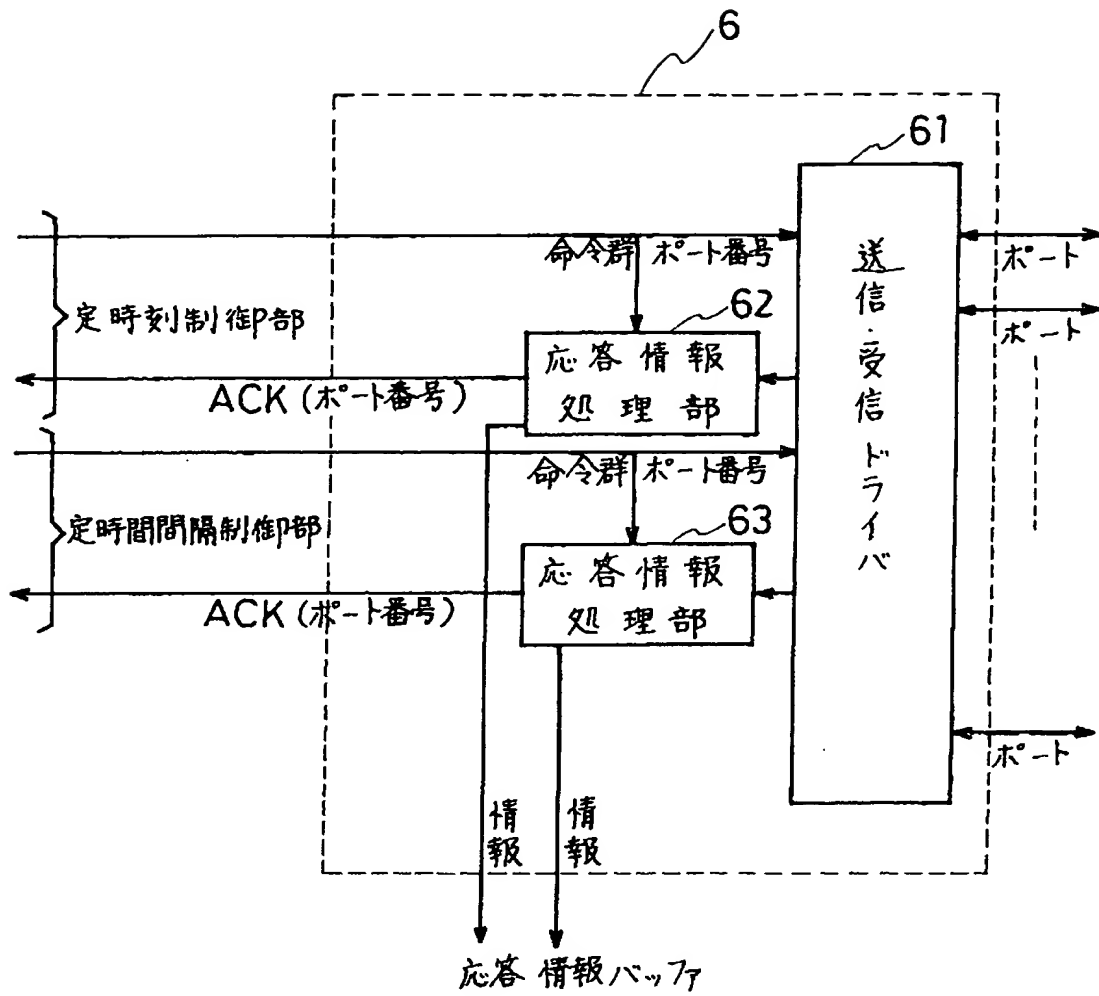 6
61
命令群 ポート番号
ポート
定時刻制御部
62
応答情報
処理部
ポート
ACK (ポート番号)
送信・受信ドライバ
命令群 ポート番号
定時間間隔制御部
63
応答情報
処理部
ACK (ポート番号)
ポート
情報
情報
応答情報バッファ